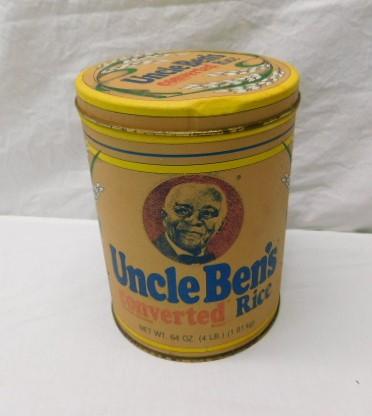 Uncle Ben's
converted RICE
Uncle Ben's®
converted® Rice
NET WT. 64 OZ. (4 LB.) (1.81 kg)